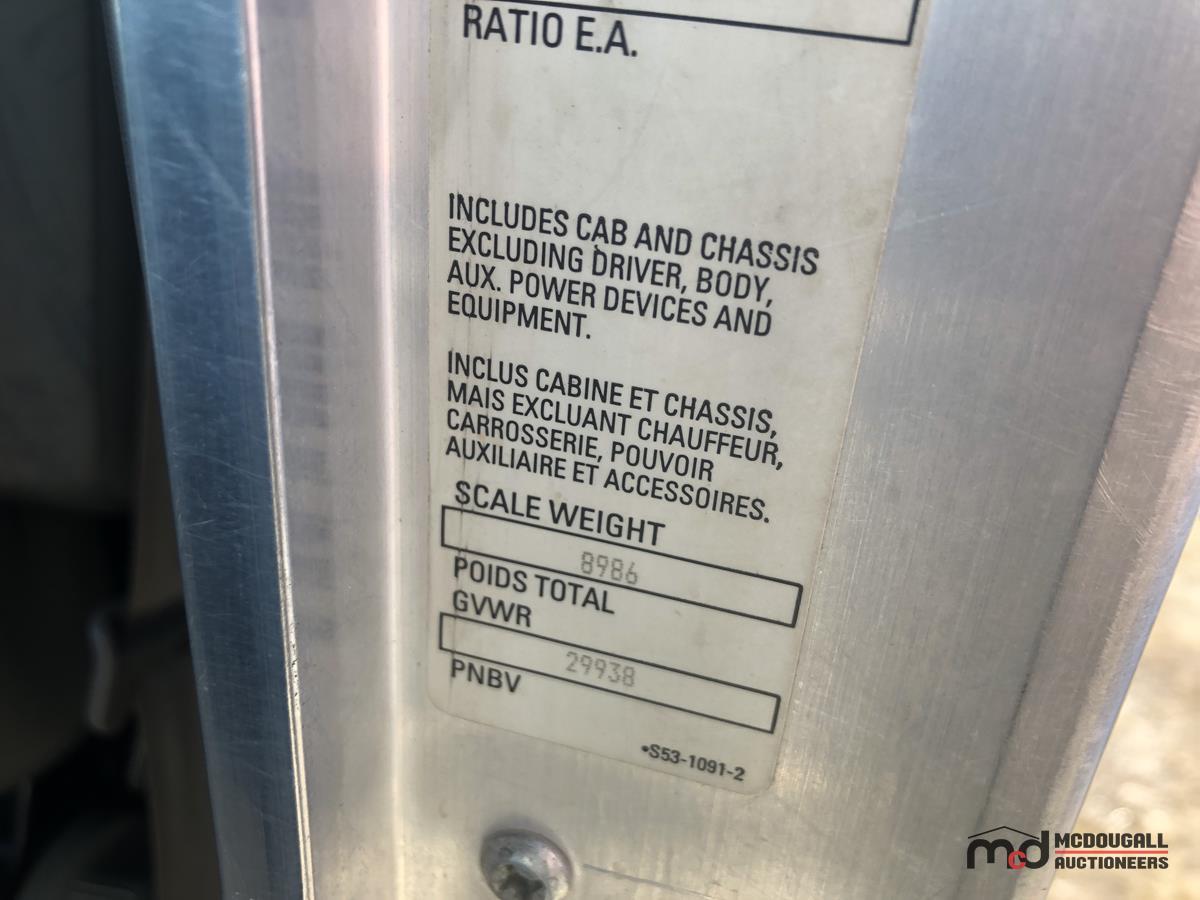 RATIO E.A.
INCLUDES CAB AND CHASSIS
EXCLUDING DRIVER, BODY,
AUX. POWER DEVICES AND
EQUIPMENT.
INCLUS CABINE ET CHASSIS,
MAIS EXCLUANT CHAUFFEUR,
CARROSSERIE, POUVOIR
AUXILIAIRE ET ACCESSOIRES.
SCALE WEIGHT
8986
POIDS TOTAL
GVWR
29938
PNBV
•S53-1091-2
mcd MCDOUGALL
AUCTIONEERS